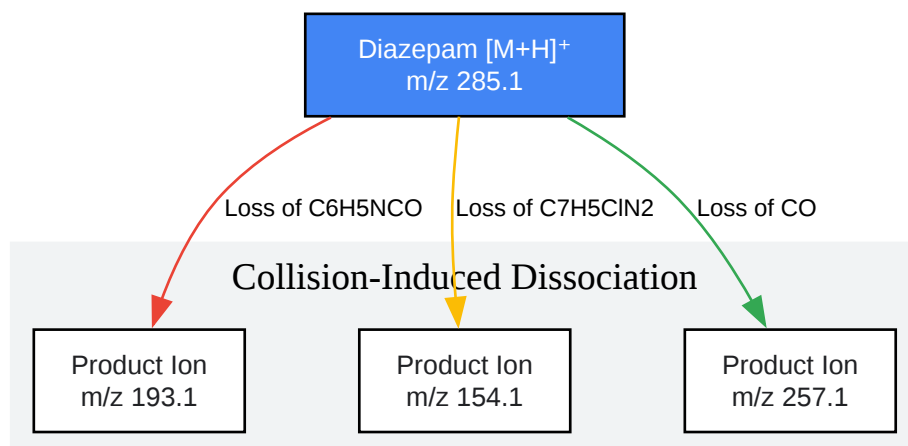 Diazepam [M+H]⁺
m/z 285.1
Loss of C6H5NCO
Loss of C7H5ClN2
Loss of CO
Collision-Induced Dissociation
Product Ion
m/z 193.1
Product Ion
m/z 154.1
Product Ion
m/z 257.1